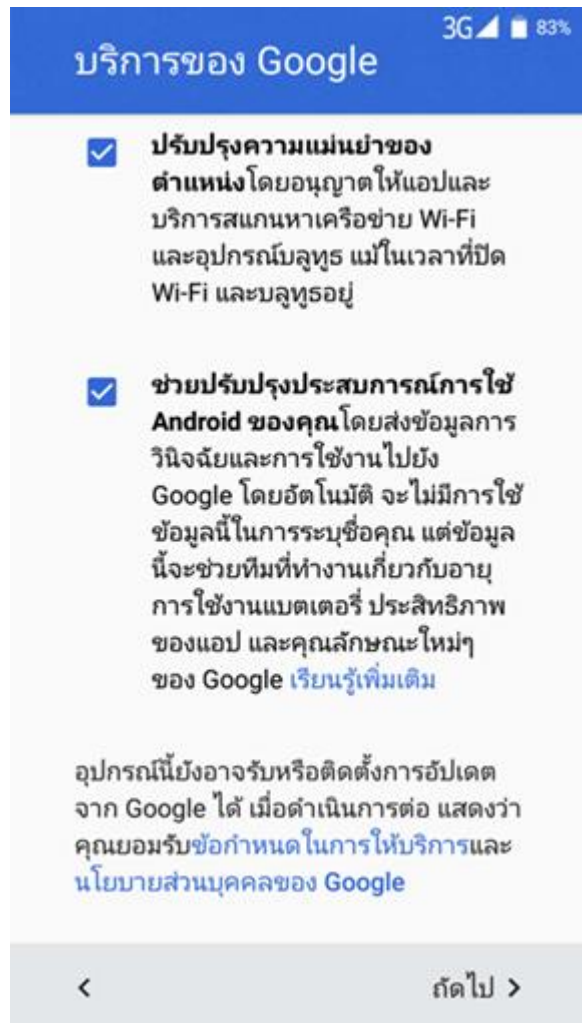 3G 83%
บริการของ Google
ปรับปรุงความแม่นยำของ
ตำแหน่งโดยอนุญาตให้แอปและ
บริการสแกนหาเครือข่าย Wi-Fi
และอุปกรณ์บลูทูธ แม้ในเวลาที่ปิด
Wi-Fi และบลูทูธอยู่
ช่วยปรับปรุงประสบการณ์การใช้
Android ของคุณโดยส่งข้อมูลการ
วินิจฉัยและการใช้งานไปยัง
Google โดยอัตโนมัติ จะไม่มีการใช้
ข้อมูลนี้ในการระบุชื่อคุณ แต่ข้อมูล
นี้จะช่วยทีมที่ทำงานเกี่ยวกับอายุ
การใช้งานแบตเตอรี่ ประสิทธิภาพ
ของแอป และคุณลักษณะใหม่ๆ
ของ Google เรียนรู้เพิ่มเติม
อุปกรณ์นี้ยังอาจรับหรือติดตั้งการอัปเดต
จาก Google ได้ เมื่อดำเนินการต่อ แสดงว่า
คุณยอมรับข้อกำหนดในการให้บริการและ
นโยบายส่วนบุคคลของ Google
ถัดไป